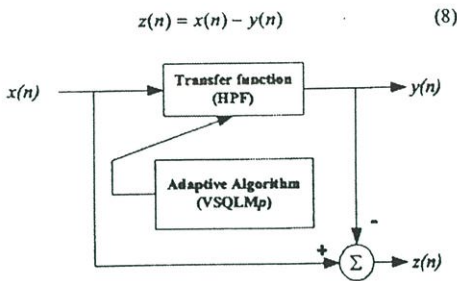 z(n) = x(n) − y(n) (8)
Transfer function
(HPF)
x(n)
y(n)
Adaptive Algorithm
(VSQLMp)
-
+
Σ
z(n)